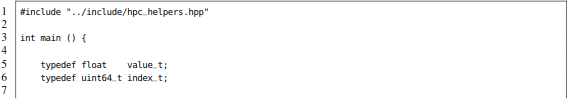 1 #include "../include/hpc_helpers.hpp"
2
3 int main () {
4
5 typedef float value_t;
6 typedef uint64_t index_t;
7